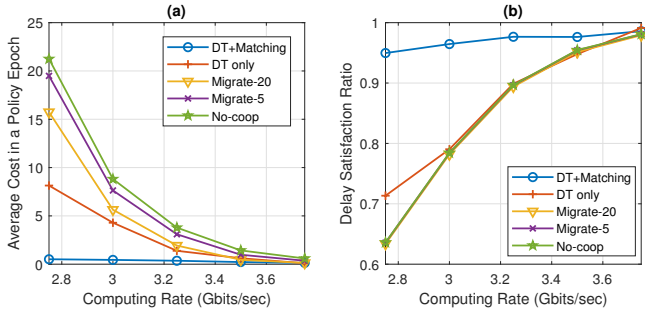 (a)
Average Cost in a Policy Epoch
25
20
15
10
5
0
2.8
3
3.2
3.4
3.6
Computing Rate (Gbits/sec)
DT+Matching
DT only
Migrate-20
Migrate-5
No-coop
(b)
Delay Satisfaction Ratio
1
0.9
0.8
0.7
0.6
2.8
3
3.2
3.4
3.6
Computing Rate (Gbits/sec)
DT+Matching
DT only
Migrate-20
Migrate-5
No-coop